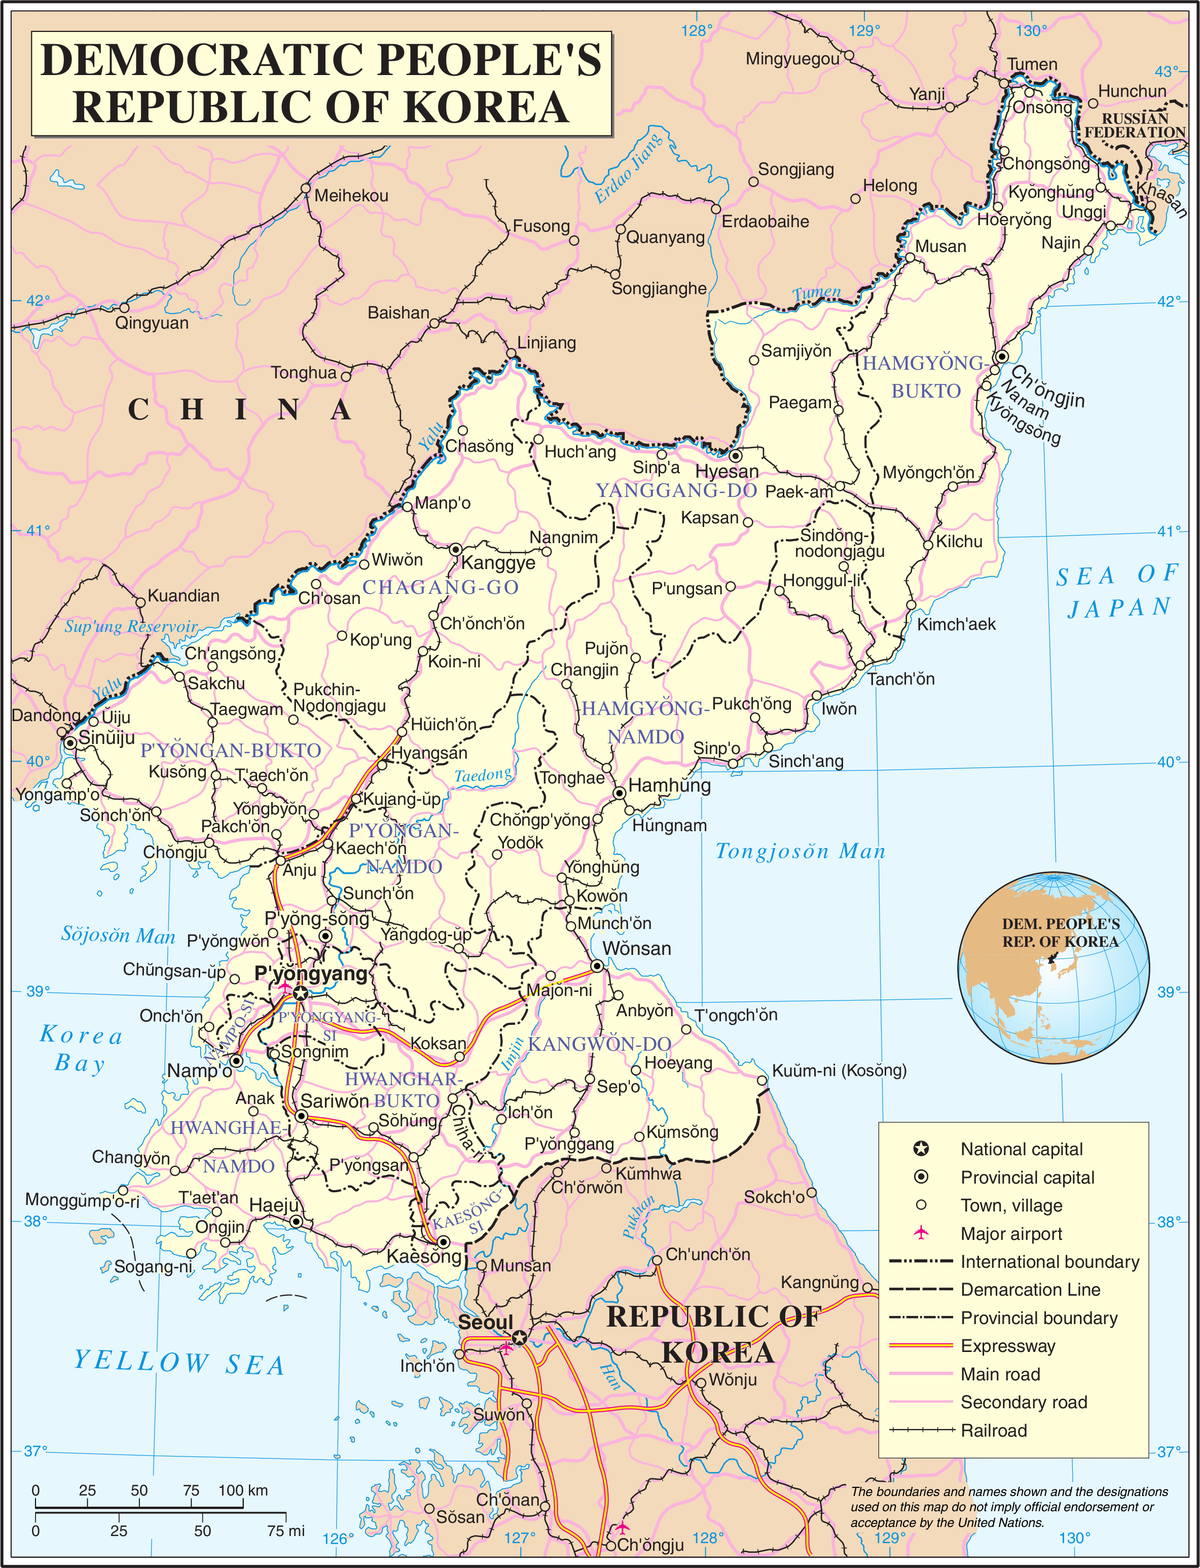 DEMOCRATIC PEOPLE'S
REPUBLIC OF KOREA
128°
129°
130°
43°
Mingyuegou
Tumen
Yanji
Onsŏng
Hunchun
RUSSIAN
FEDERATION
Chongsŏng
Kyŏnghŭng
Khasan
Hoeryŏng
Unggi
Najin
Musan
Songjiang
Helong
Erdao Jiang
Erdaobaihe
Meihekou
Fusong
Quanyang
Songjianghe
Tumen
42°
42°
Qingyuan
Baishan
Linjiang
Tonghua
CHINA
Samjiyŏn
HAMGYŎNG-
BUKTO
Ch'ŏngjin
Nanam
Kyŏngsŏng
Paegam
Yalu
Chasŏng
Huch'ang
Sinp'a
Hyesan
YANGGANG-DO
Paek-am
Myŏngch'ŏn
Manp'o
Kapsan
41°
41°
Nangnim
Sindŏng-
nodongjagu
Kilchu
Wiwŏn
Kanggye
CHAGANG-GO
P'ungsan
Honggul-li
SEA OF
JAPAN
Kuandian
Ch'osan
Sup'ung Reservoir
Ch'ŏnch'ŏn
Kimch'aek
Kop'ung
Koin-ni
Pujŏn
Changjin
Ch'angsŏng
Tanch'ŏn
Sakchu
Yalu
Pukchin-
Nodongjagu
Pukch'ŏng
Iwŏn
Dandong
Ŭiju
Taegwam
HAMGYŎNG-
NAMDO
Sinŭiju
Hŭich'ŏn
P'YŎNGAN-BUKTO
Hyangsan
Sinp'o
Sinch'ang
40°
40°
Kusŏng
T'aech'ŏn
Taedong
Tonghae
Hamhŭng
Yongamp'o
Kujang-ŭp
Sŏnch'ŏn
Yŏngbyŏn
Chŏngp'yŏng
Hŭngnam
Pakch'ŏn
P'YONGAN-
NAMDO
Yodŏk
Tongjosŏn Man
Chŏngju
Kaech'ŏn
Anju
Yŏnghŭng
Sunch'ŏn
Kowŏn
P'yŏng-sŏng
Munch'ŏn
Sŏjosŏn Man
P'yŏngwŏn
Yangdog-ŭp
Wŏnsan
DEM. PEOPLE'S
REP. OF KOREA
Chŭngsan-ŭp
P'yŏngyang
Majŏn-ni
39°
39°
Onch'ŏn
NAMPO-SI
P'YŎNGYANG-
SI
Anbyŏn
T'ongch'ŏn
Korea
Bay
Koksan
Imjin
KANGWŎN-DO
Songnim
Namp'o
Hoeyang
Kuŭm-ni (Kosŏng)
HWANGHAR-
BUKTO
Sep'o
Anak
Sariwŏn
Ich'ŏn
HWANGHAE
NAMDO
Sŏhŭng
Chiha-ri
P'yŏnggang
Kŭmsŏng
Changyŏn
P'yŏngsan
Kŭmhwa
Ch'ŏrwŏn
Monggŭmp'o-ri
T'aet'an
Haeju
KAESŎNG-
SI
Sokch'o
Pukhan
38°
38°
Ongjin
Kaesŏng
Sogang-ni
Munsan
Ch'unch'ŏn
Kangnŭng
REPUBLIC OF
KOREA
Seoul
YELLOW SEA
Inch'ŏn
Han
Wŏnju
Suwŏn
37°
37°
National capital
Provincial capital
Town, village
Major airport
International boundary
Demarcation Line
Provincial boundary
Expressway
Main road
Secondary road
Railroad
0 25 50 75 100 km
0 25 50 75 mi
Ch'ŏnan
Sŏsan
Ch'ŏngju
126°
127°
128°
130°
The boundaries and names shown and the designations
used on this map do not imply official endorsement or
acceptance by the United Nations.